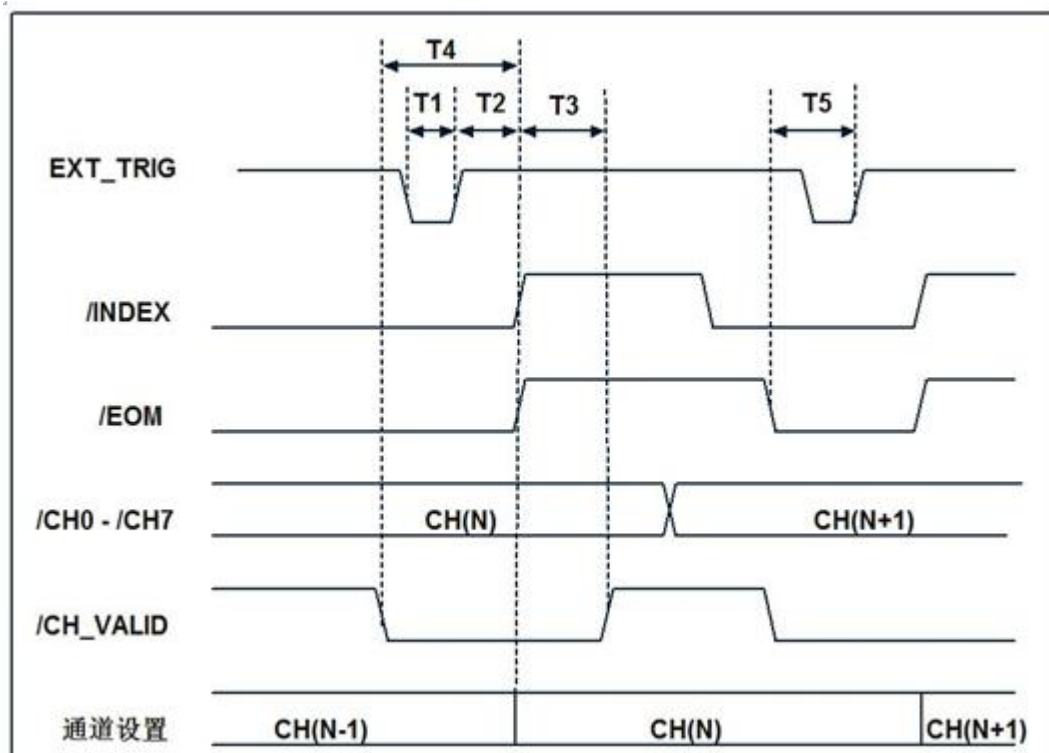 T4
T1 T2 T3 T5
EXT_TRIG
/INDEX
/EOM
/CH0 - /CH7 CH(N) CH(N+1)
/CH_VALID
通道设置 CH(N-1) CH(N) CH(N+1)